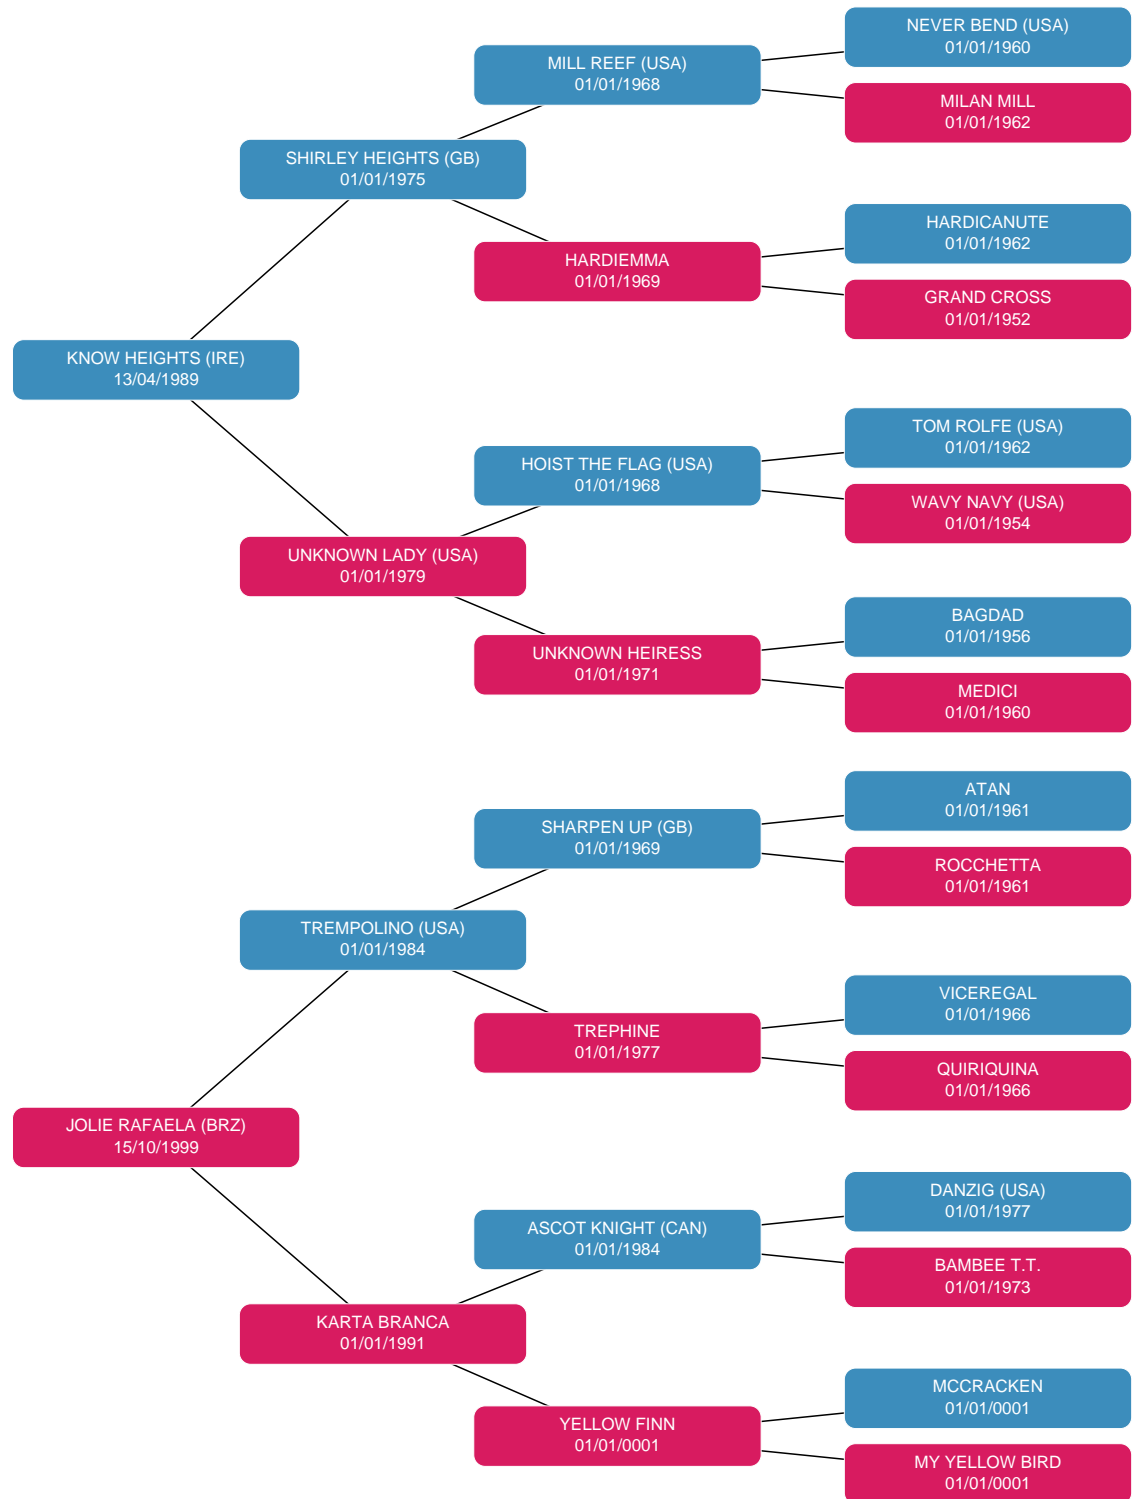 NEVER BEND (USA)
01/01/1960
MILL REEF (USA)
01/01/1968
MILAN MILL
01/01/1962
SHIRLEY HEIGHTS (GB)
01/01/1975
HARDICANUTE
01/01/1962
HARDIEMMA
01/01/1969
GRAND CROSS
01/01/1952
KNOW HEIGHTS (IRE)
13/04/1989
TOM ROLFE (USA)
01/01/1962
HOIST THE FLAG (USA)
01/01/1968
WAVY NAVY (USA)
01/01/1954
UNKNOWN LADY (USA)
01/01/1979
BAGDAD
01/01/1956
UNKNOWN HEIRESS
01/01/1971
MEDICI
01/01/1960
ATAN
01/01/1961
SHARPEN UP (GB)
01/01/1969
ROCCHETTA
01/01/1961
TREMPOLINO (USA)
01/01/1984
VICEREGAL
01/01/1966
TREPHINE
01/01/1977
QUIRIQUINA
01/01/1966
JOLIE RAFAELA (BRZ)
15/10/1999
DANZIG (USA)
01/01/1977
ASCOT KNIGHT (CAN)
01/01/1984
BAMBEE T.T.
01/01/1973
KARTA BRANCA
01/01/1991
MCCRACKEN
01/01/0001
YELLOW FINN
01/01/0001
MY YELLOW BIRD
01/01/0001